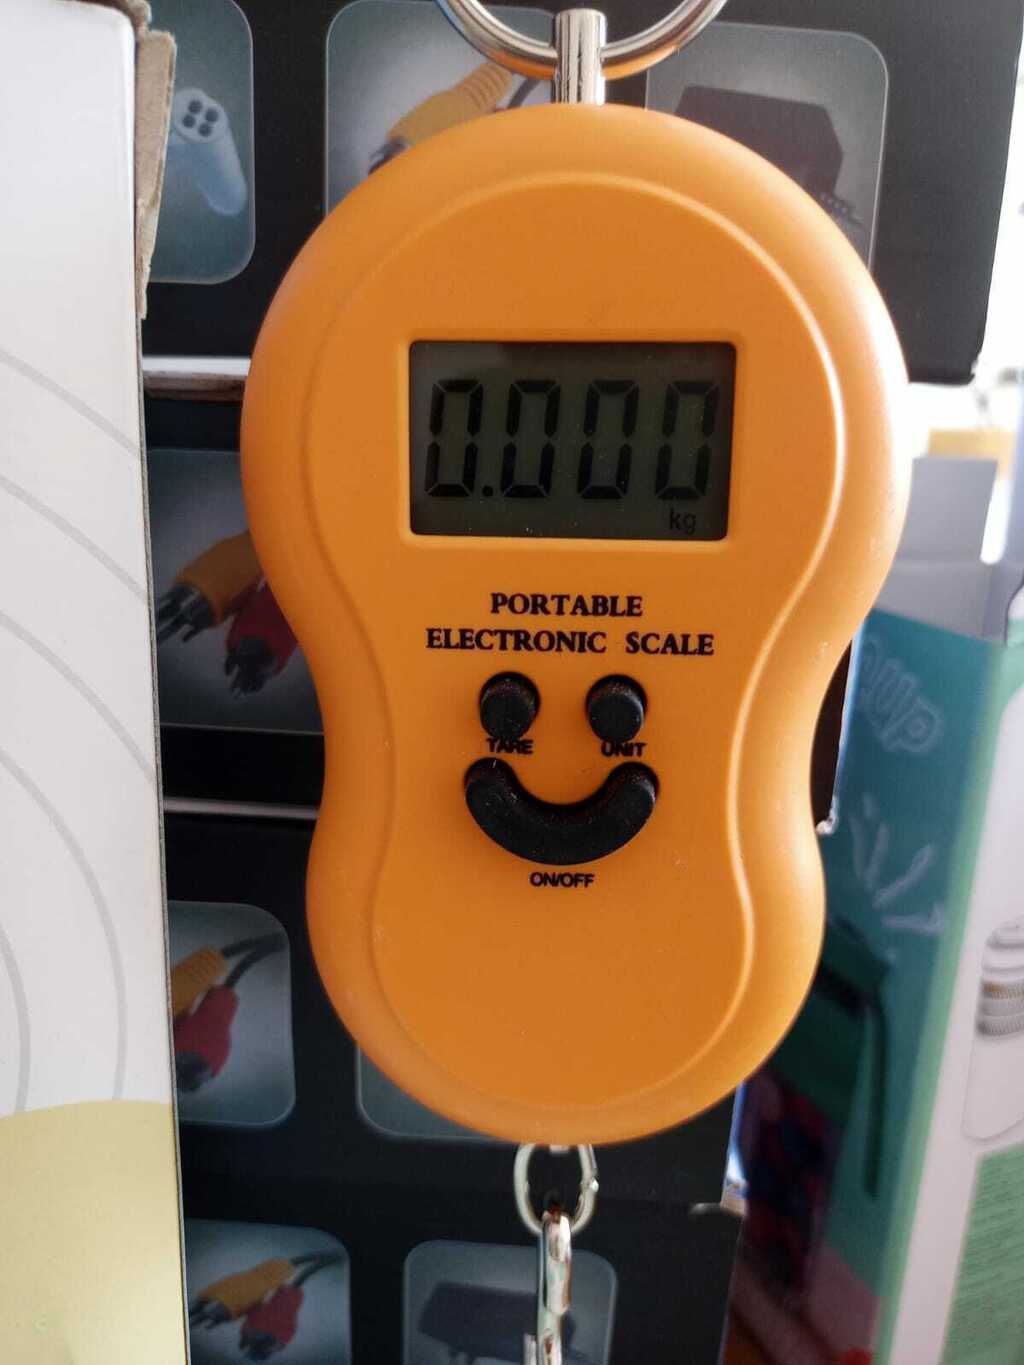 0.000
kg
PORTABLE
ELECTRONIC SCALE
TARE UNIT
ON/OFF